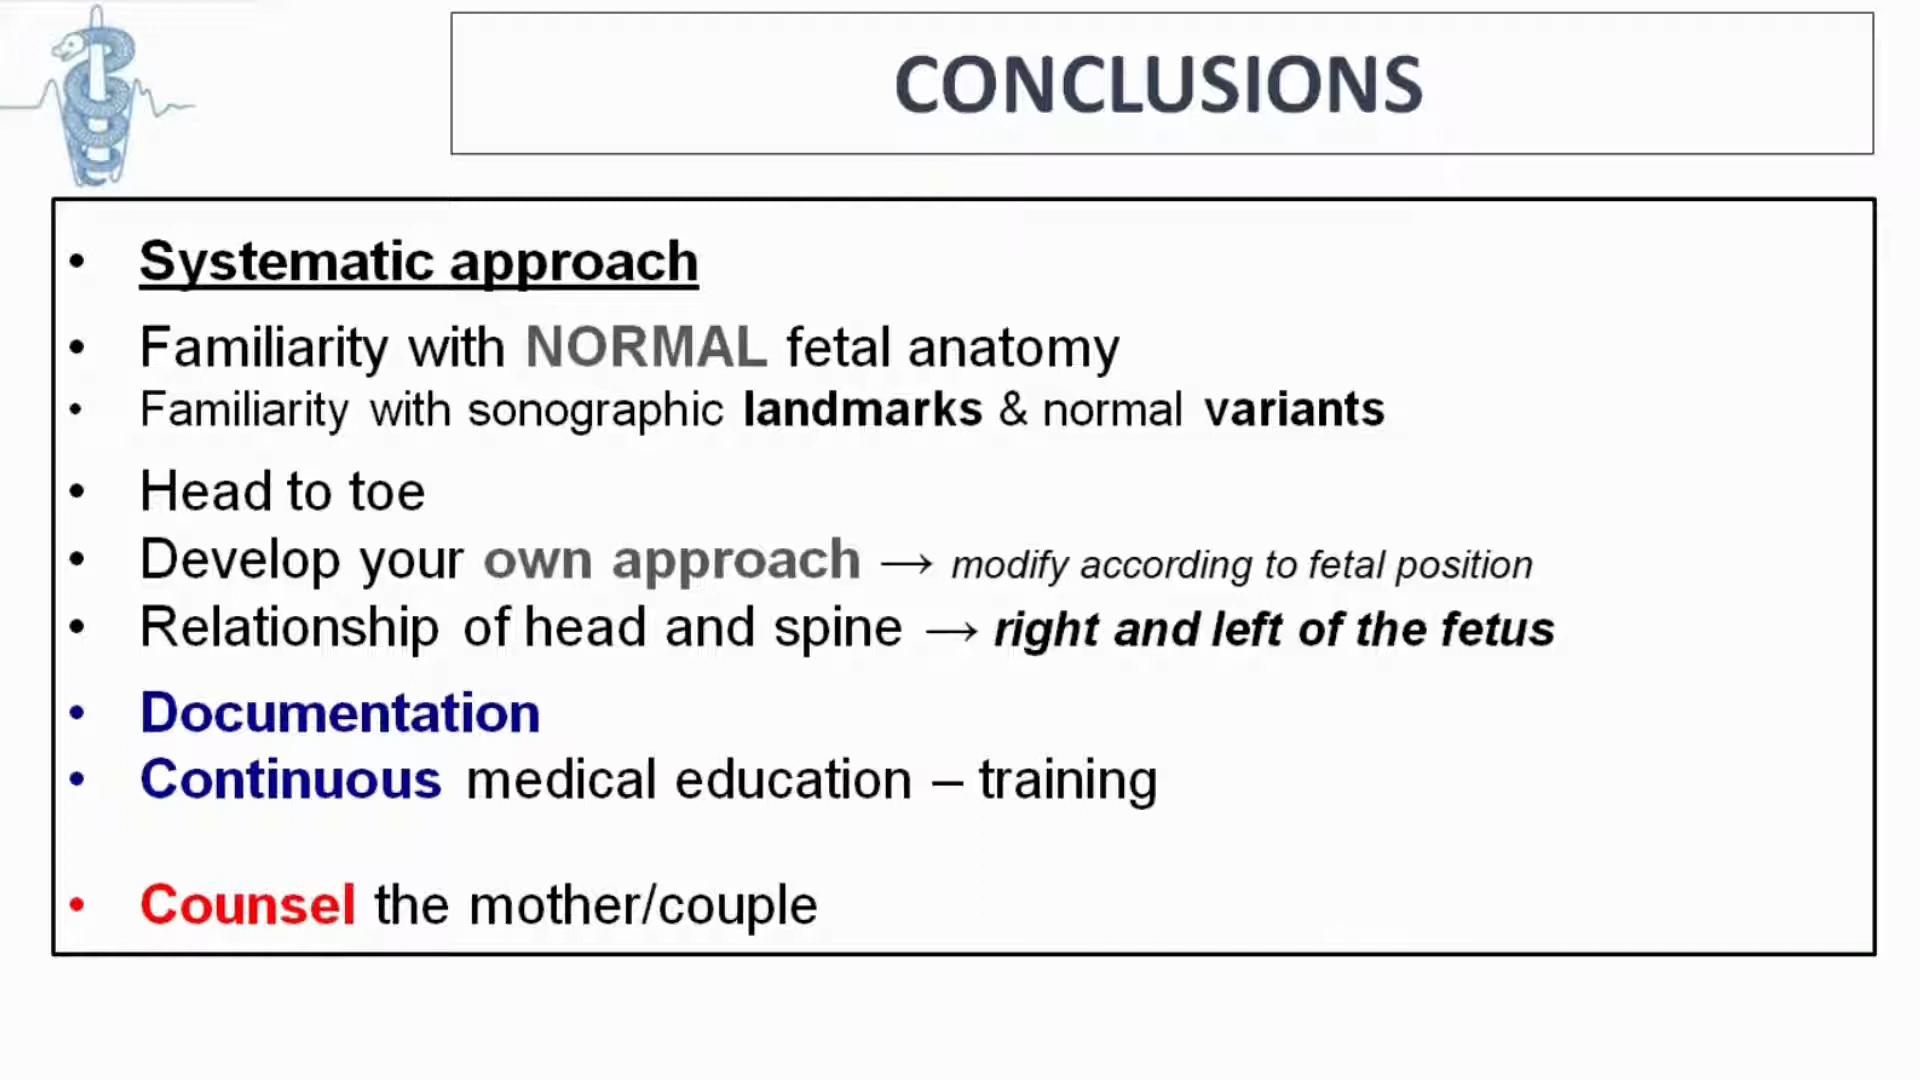 CONCLUSIONS
• Systematic approach
• Familiarity with NORMAL fetal anatomy
• Familiarity with sonographic landmarks & normal variants
• Head to toe
• Develop your own approach → modify according to fetal position
• Relationship of head and spine → right and left of the fetus
• Documentation
• Continuous medical education – training
• Counsel the mother/couple